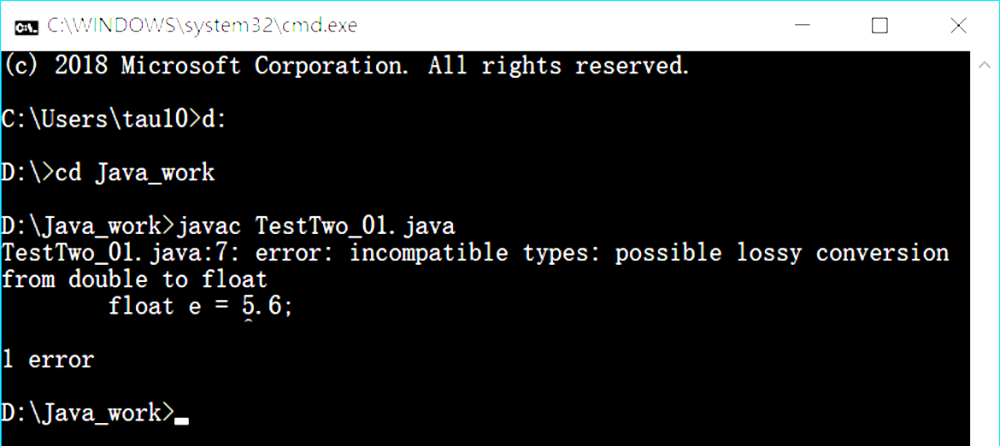 C:\WINDOWS\system32\cmd.exe
(c) 2018 Microsoft Corporation. All rights reserved.
C:\Users\tau10>d:
D:\>cd Java_work
D:\Java_work>javac TestTwo_01.java
TestTwo_01.java:7: error: incompatible types: possible lossy conversion
from double to float
float e = 5.6;
^
1 error
D:\Java_work>